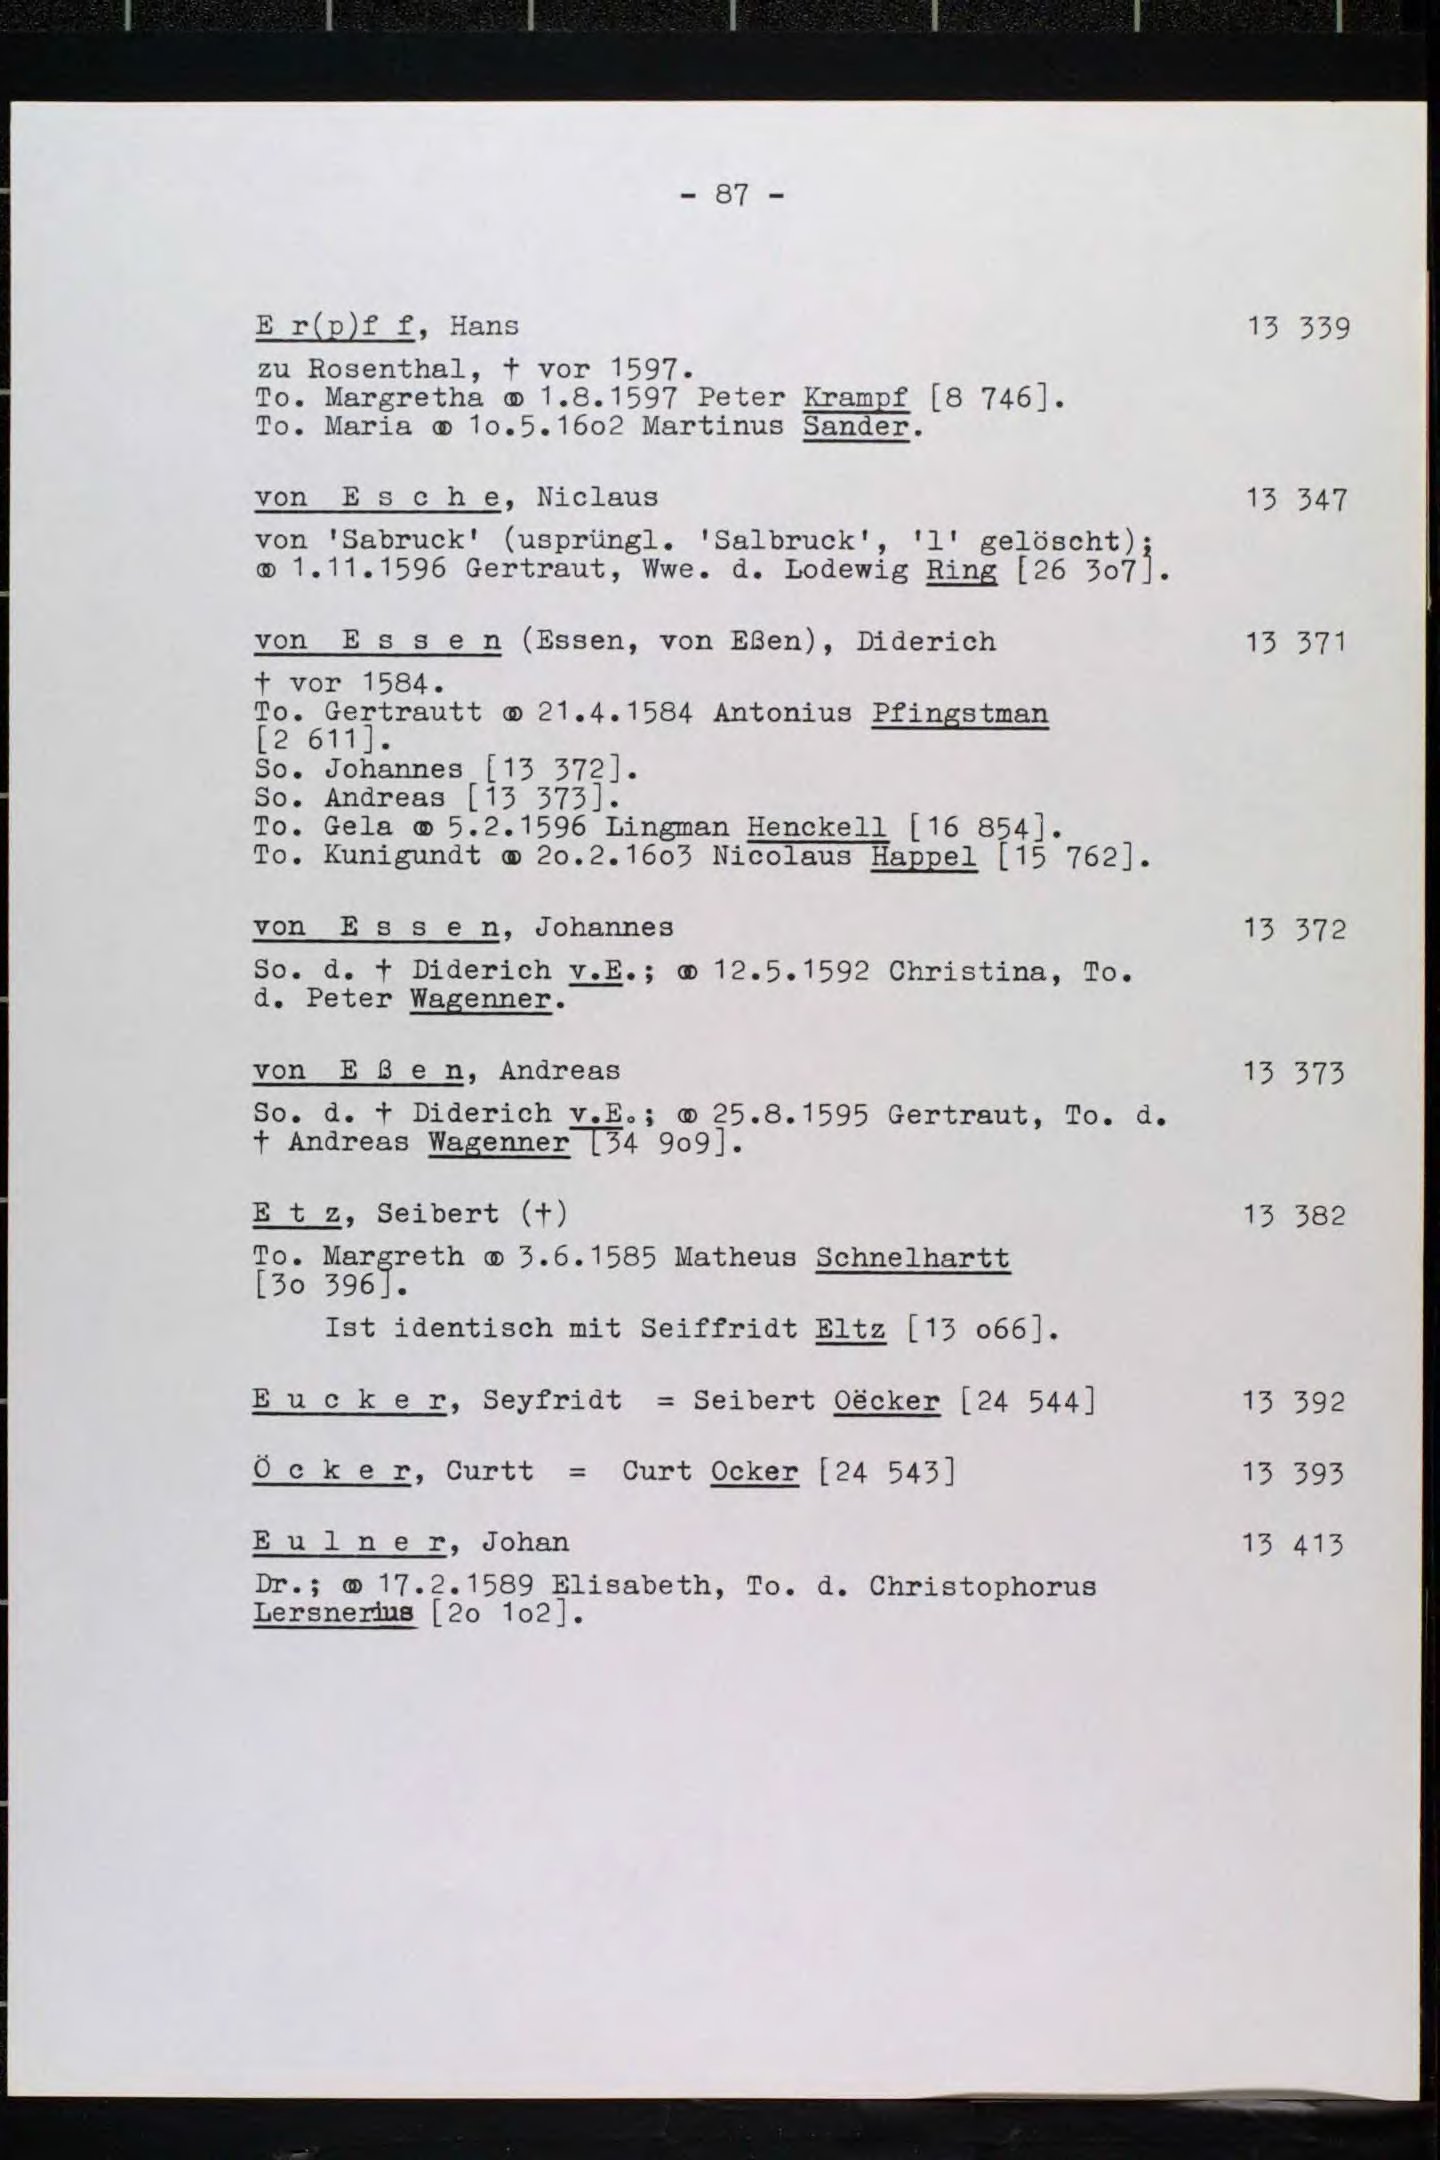 - 87 -
E r(p)f f, Hans 13 339
zu Rosenthal, † vor 1597.
To. Margretha ⚭ 1.8.1597 Peter Krampf [8 746].
To. Maria ⚭ 1o.5.16o2 Martinus Sander.
von E s c h e, Niclaus 13 347
von 'Sabruck' (usprüngl. 'Salbruck', 'l' gelöscht);
⚭ 1.11.1596 Gertraut, Wwe. d. Lodewig Ring [26 3o7].
von E s s e n (Essen, von Eßen), Diderich 13 371
† vor 1584.
To. Gertrautt ⚭ 21.4.1584 Antonius Pfingstman
[2 611].
So. Johannes [13 372].
So. Andreas [13 373].
To. Gela ⚭ 5.2.1596 Lingman Henckell [16 854].
To. Kunigundt ⚭ 2o.2.16o3 Nicolaus Happel [15 762].
von E s s e n, Johannes 13 372
So. d. † Diderich v.E.; ⚭ 12.5.1592 Christina, To.
d. Peter Wagenner.
von E ß e n, Andreas 13 373
So. d. † Diderich v.E.; ⚭ 25.8.1595 Gertraut, To. d.
† Andreas Wagenner [34 9o9].
E t z, Seibert (†) 13 382
To. Margreth ⚭ 3.6.1585 Matheus Schnelhartt
[3o 396].
Ist identisch mit Seiffridt Eltz [13 o66].
E u c k e r, Seyfridt = Seibert Oëcker [24 544] 13 392
Ö c k e r, Curtt = Curt Ocker [24 543] 13 393
E u l n e r, Johan 13 413
Dr.; ⚭ 17.2.1589 Elisabeth, To. d. Christophorus
Lersnerius [2o 1o2].